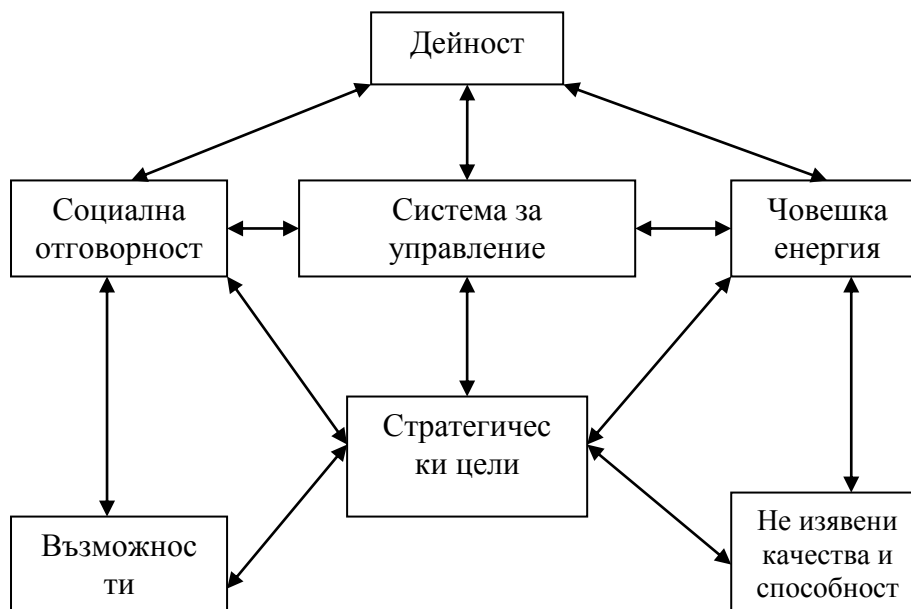 Дейност
Социална
отговорност
Система за
управление
Човешка
енергия
Стратегичес
ки цели
Възможнос
ти
Не изявени
качества и
способност